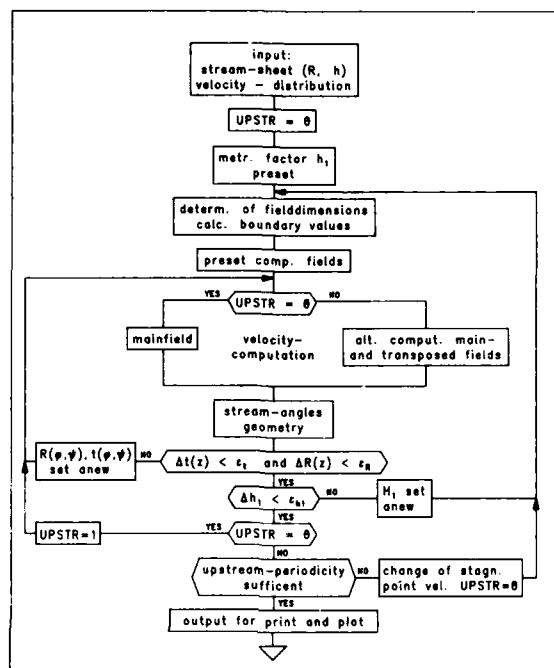 input:
stream-sheet (R, h)
velocity - distribution
UPSTR = θ
metr. factor h₁
preset
determ. of fielddimensions
calc. boundary values
preset comp. fields
YES
UPSTR = θ
NO
mainfield
velocity-
computation
alt. comput. main-
and transposed fields
stream-angles
geometry
R(φ,ψ), t(φ,ψ)
set anew
NO
Δt(z) < εₜ and ΔR(z) < ε_R
YES
Δh₁ < ε_h1
NO
H₁ set
anew
UPSTR=1
YES
UPSTR = θ
NO
upstream-periodicity
sufficent
NO
change of stagn.
point vel. UPSTR=θ
YES
output for print and plot